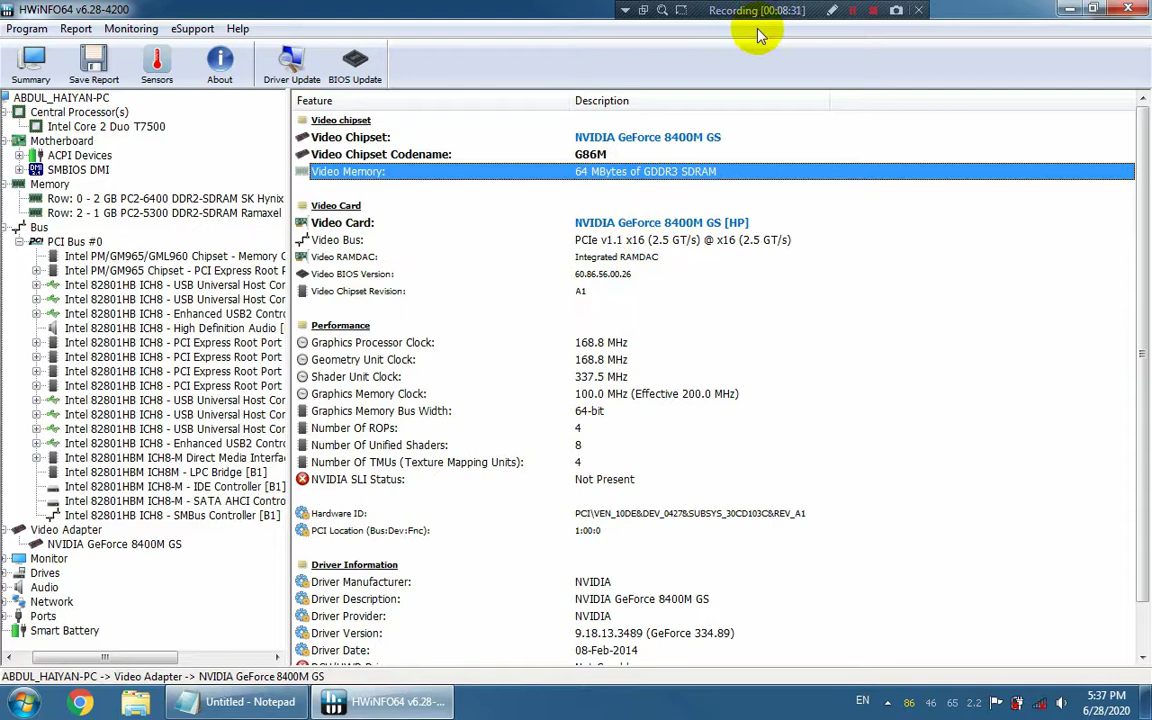 HWiNFO64 v6.28-4200
Recording [00:08:31]
Program Report Monitoring eSupport Help
Summary Save Report Sensors About Driver Update BIOS Update
ABDUL_HAIYAN-PC
Central Processor(s)
Intel Core 2 Duo T7500
Motherboard
ACPI Devices
SMBIOS DMI
Memory
Row: 0 - 2 GB PC2-6400 DDR2-SDRAM SK Hynix
Row: 2 - 1 GB PC2-5300 DDR2-SDRAM Ramaxel
Bus
PCI Bus #0
Intel PM/GM965/GML960 Chipset - Memory C
Intel PM/GM965 Chipset - PCI Express Root P
Intel 82801HB ICH8 - USB Universal Host Cor
Intel 82801HB ICH8 - USB Universal Host Cor
Intel 82801HB ICH8 - Enhanced USB2 Contro
Intel 82801HB ICH8 - High Definition Audio [
Intel 82801HB ICH8 - PCI Express Root Port
Intel 82801HB ICH8 - PCI Express Root Port
Intel 82801HB ICH8 - PCI Express Root Port
Intel 82801HB ICH8 - PCI Express Root Port
Intel 82801HB ICH8 - USB Universal Host Cor
Intel 82801HB ICH8 - USB Universal Host Cor
Intel 82801HB ICH8 - USB Universal Host Cor
Intel 82801HB ICH8 - Enhanced USB2 Contro
Intel 82801HBM ICH8-M Direct Media Interfa
Intel 82801HBM ICH8M - LPC Bridge [B1]
Intel 82801HBM ICH8-M - IDE Controller [B1]
Intel 82801HBM ICH8-M - SATA AHCI Contro
Intel 82801HB ICH8 - SMBus Controller [B1]
Video Adapter
NVIDIA GeForce 8400M GS
Monitor
Drives
Audio
Network
Ports
Smart Battery
Feature Description
Video chipset
Video Chipset: NVIDIA GeForce 8400M GS
Video Chipset Codename: G86M
Video Memory: 64 MBytes of GDDR3 SDRAM
Video Card
Video Card: NVIDIA GeForce 8400M GS [HP]
Video Bus: PCIe v1.1 x16 (2.5 GT/s) @ x16 (2.5 GT/s)
Video RAMDAC: Integrated RAMDAC
Video BIOS Version: 60.86.56.00.26
Video Chipset Revision: A1
Performance
Graphics Processor Clock: 168.8 MHz
Geometry Unit Clock: 168.8 MHz
Shader Unit Clock: 337.5 MHz
Graphics Memory Clock: 100.0 MHz (Effective 200.0 MHz)
Graphics Memory Bus Width: 64-bit
Number Of ROPs: 4
Number Of Unified Shaders: 8
Number Of TMUs (Texture Mapping Units): 4
NVIDIA SLI Status: Not Present
Hardware ID: PCI\VEN_10DE&DEV_0427&SUBSYS_30CD103C&REV_A1
PCI Location (Bus:Dev:Fnc): 1:00:0
Driver Information
Driver Manufacturer: NVIDIA
Driver Description: NVIDIA GeForce 8400M GS
Driver Provider: NVIDIA
Driver Version: 9.18.13.3489 (GeForce 334.89)
Driver Date: 08-Feb-2014
ABDUL_HAIYAN-PC -> Video Adapter -> NVIDIA GeForce 8400M GS
Untitled - Notepad HWiNFO64 v6.28-... EN 86 46 65 2.2 5:37 PM
6/28/2020